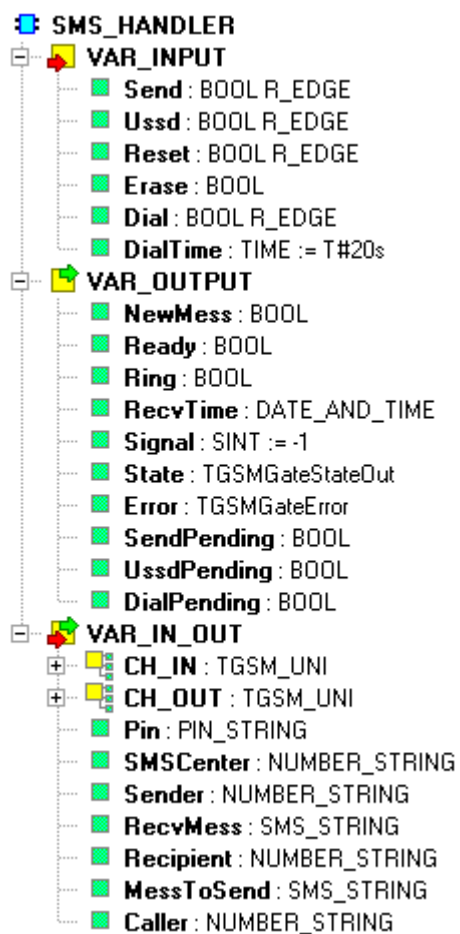 SMS_HANDLER
VAR_INPUT
Send : BOOL R_EDGE
Ussd : BOOL R_EDGE
Reset : BOOL R_EDGE
Erase : BOOL
Dial : BOOL R_EDGE
DialTime : TIME := T#20s
VAR_OUTPUT
NewMess : BOOL
Ready : BOOL
Ring : BOOL
RecvTime : DATE_AND_TIME
Signal : SINT := -1
State : TGSMGateStateOut
Error : TGSMGateError
SendPending : BOOL
UssdPending : BOOL
DialPending : BOOL
VAR_IN_OUT
CH_IN : TGSM_UNI
CH_OUT : TGSM_UNI
Pin : PIN_STRING
SMSCenter : NUMBER_STRING
Sender : NUMBER_STRING
RecvMess : SMS_STRING
Recipient : NUMBER_STRING
MessToSend : SMS_STRING
Caller : NUMBER_STRING